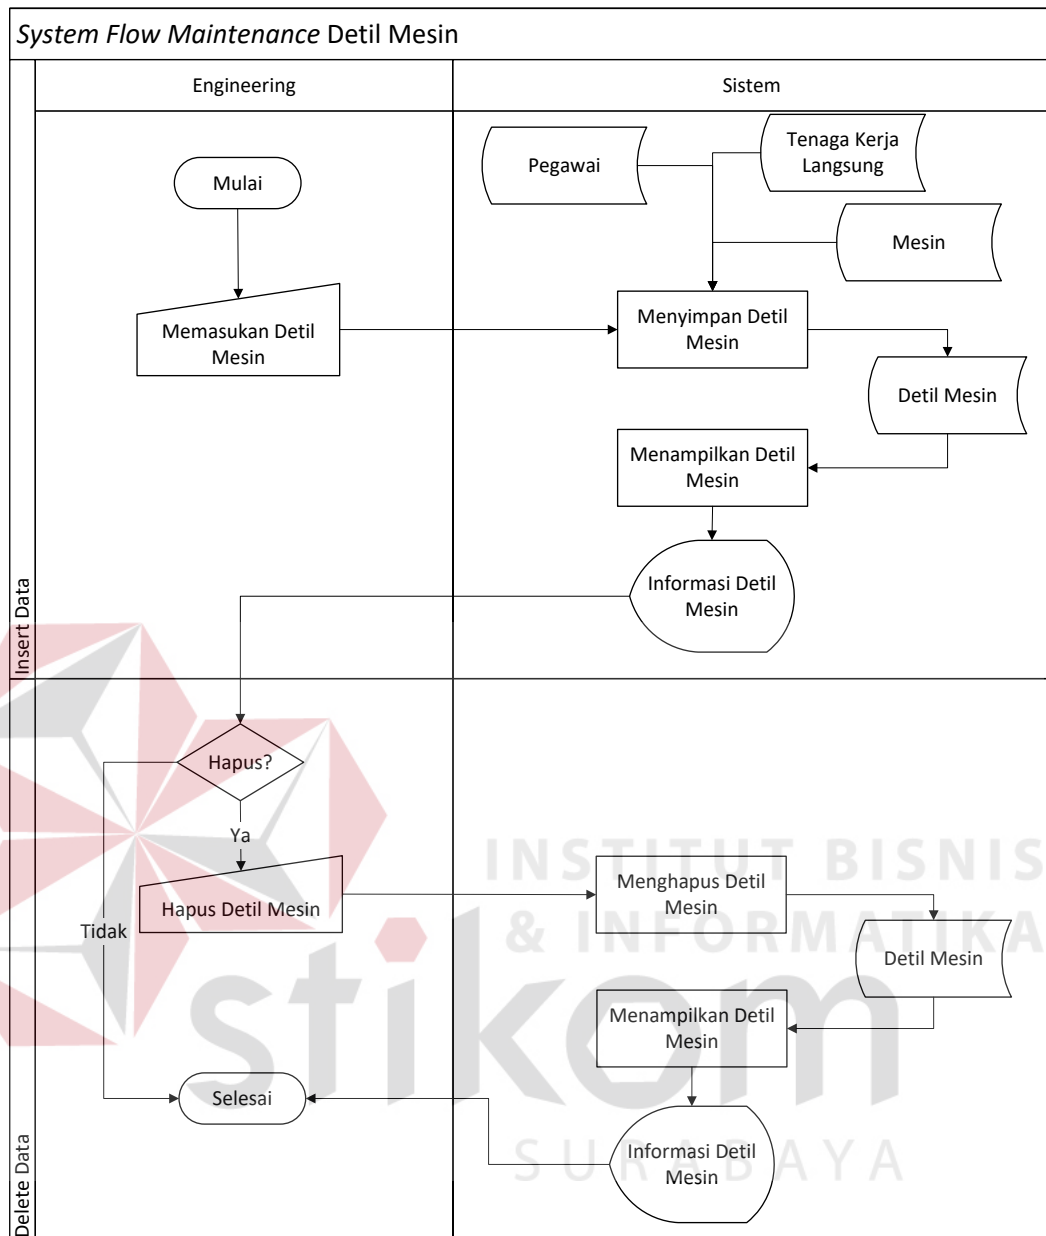 System Flow Maintenance Detil Mesin
Engineering
Sistem
Insert Data
Mulai
Pegawai
Tenaga Kerja
Langsung
Mesin
Memasukan Detil
Mesin
Menyimpan Detil
Mesin
Detil Mesin
Menampilkan Detil
Mesin
Informasi Detil
Mesin
Delete Data
Hapus?
Ya
Tidak
Hapus Detil Mesin
Menghapus Detil
Mesin
Detil Mesin
Menampilkan Detil
Mesin
Selesai
Informasi Detil
Mesin
INSTITUT BISNIS
& INFORMATIKA
stikom
SURABAYA